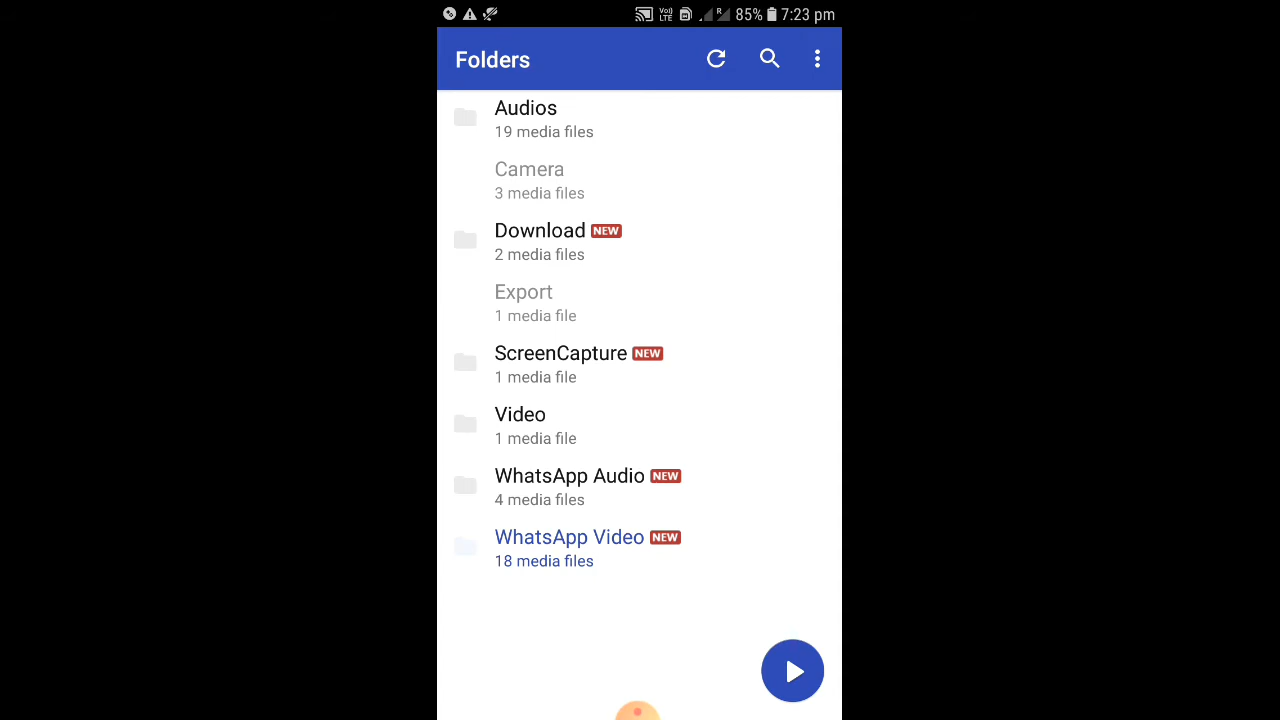 VoJ LTE R 85% 7:23 pm
Folders
Audios
19 media files
Camera
3 media files
Download NEW
2 media files
Export
1 media file
ScreenCapture NEW
1 media file
Video
1 media file
WhatsApp Audio NEW
4 media files
WhatsApp Video NEW
18 media files